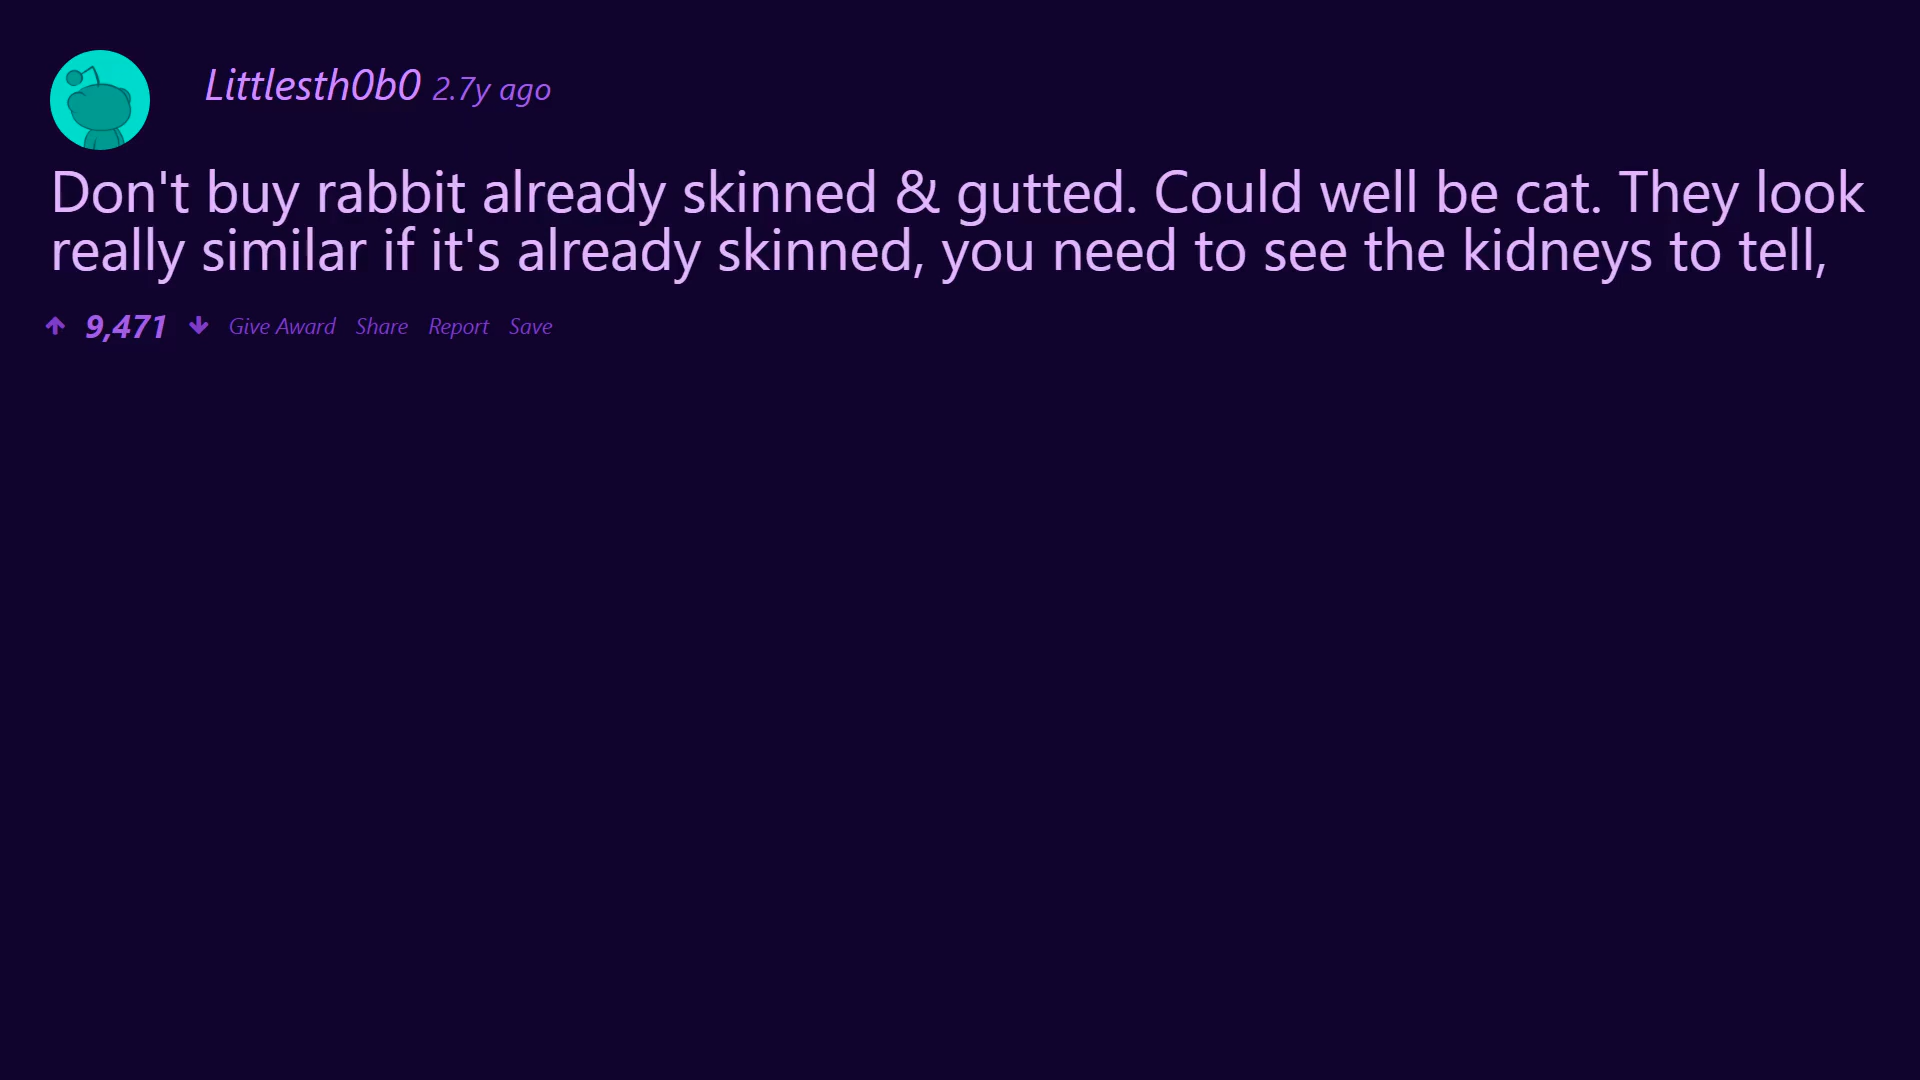 Littlesth0b0 2.7y ago
Don't buy rabbit already skinned & gutted. Could well be cat. They look
really similar if it's already skinned, you need to see the kidneys to tell,
9,471 Give Award Share Report Save